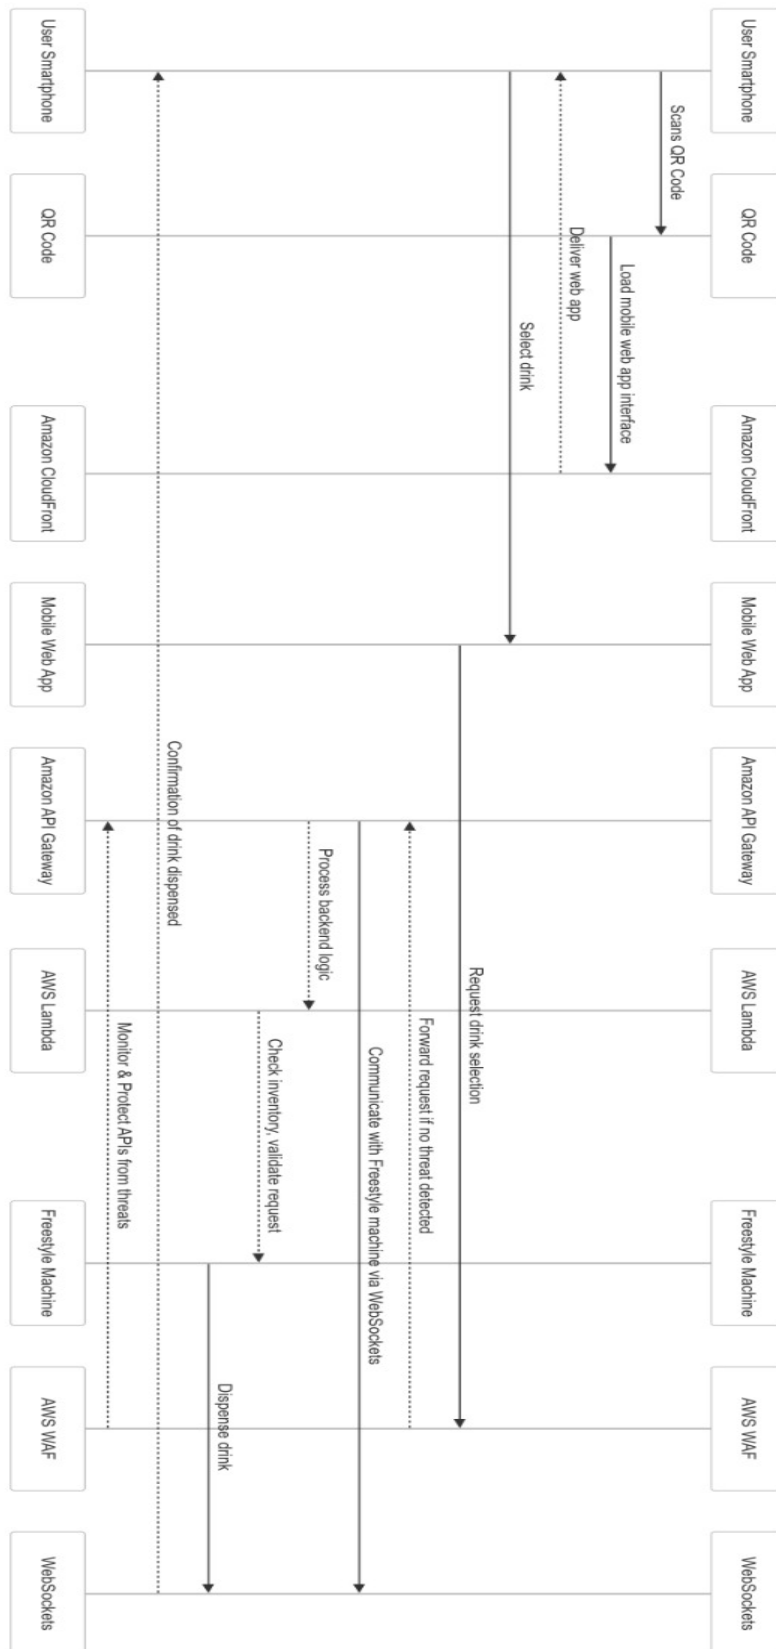 User Smartphone
QR Code
Amazon CloudFront
Mobile Web App
Amazon API Gateway
AWS Lambda
Freestyle Machine
AWS WAF
WebSockets
Scans QR Code
Load mobile web app interface
Deliver web app
Select drink
Request drink selection
Forward request if no threat detected
Communicate with Freestyle machine via WebSockets
Process backend logic
Check inventory, validate request
Dispense drink
Confirmation of drink dispensed
Monitor & Protect APIs from threats
User Smartphone
QR Code
Amazon CloudFront
Mobile Web App
Amazon API Gateway
AWS Lambda
Freestyle Machine
AWS WAF
WebSockets